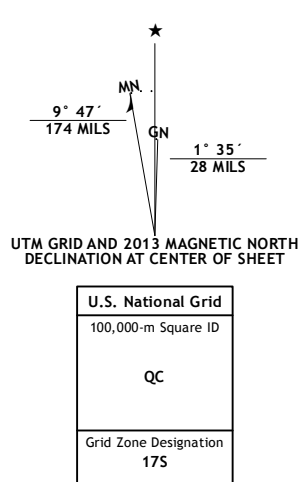 ★
MN
9° 47´
174 MILS
GN
1° 35´
28 MILS
UTM GRID AND 2013 MAGNETIC NORTH
DECLINATION AT CENTER OF SHEET
U.S. National Grid
100,000-m Square ID
QC
Grid Zone Designation
17S